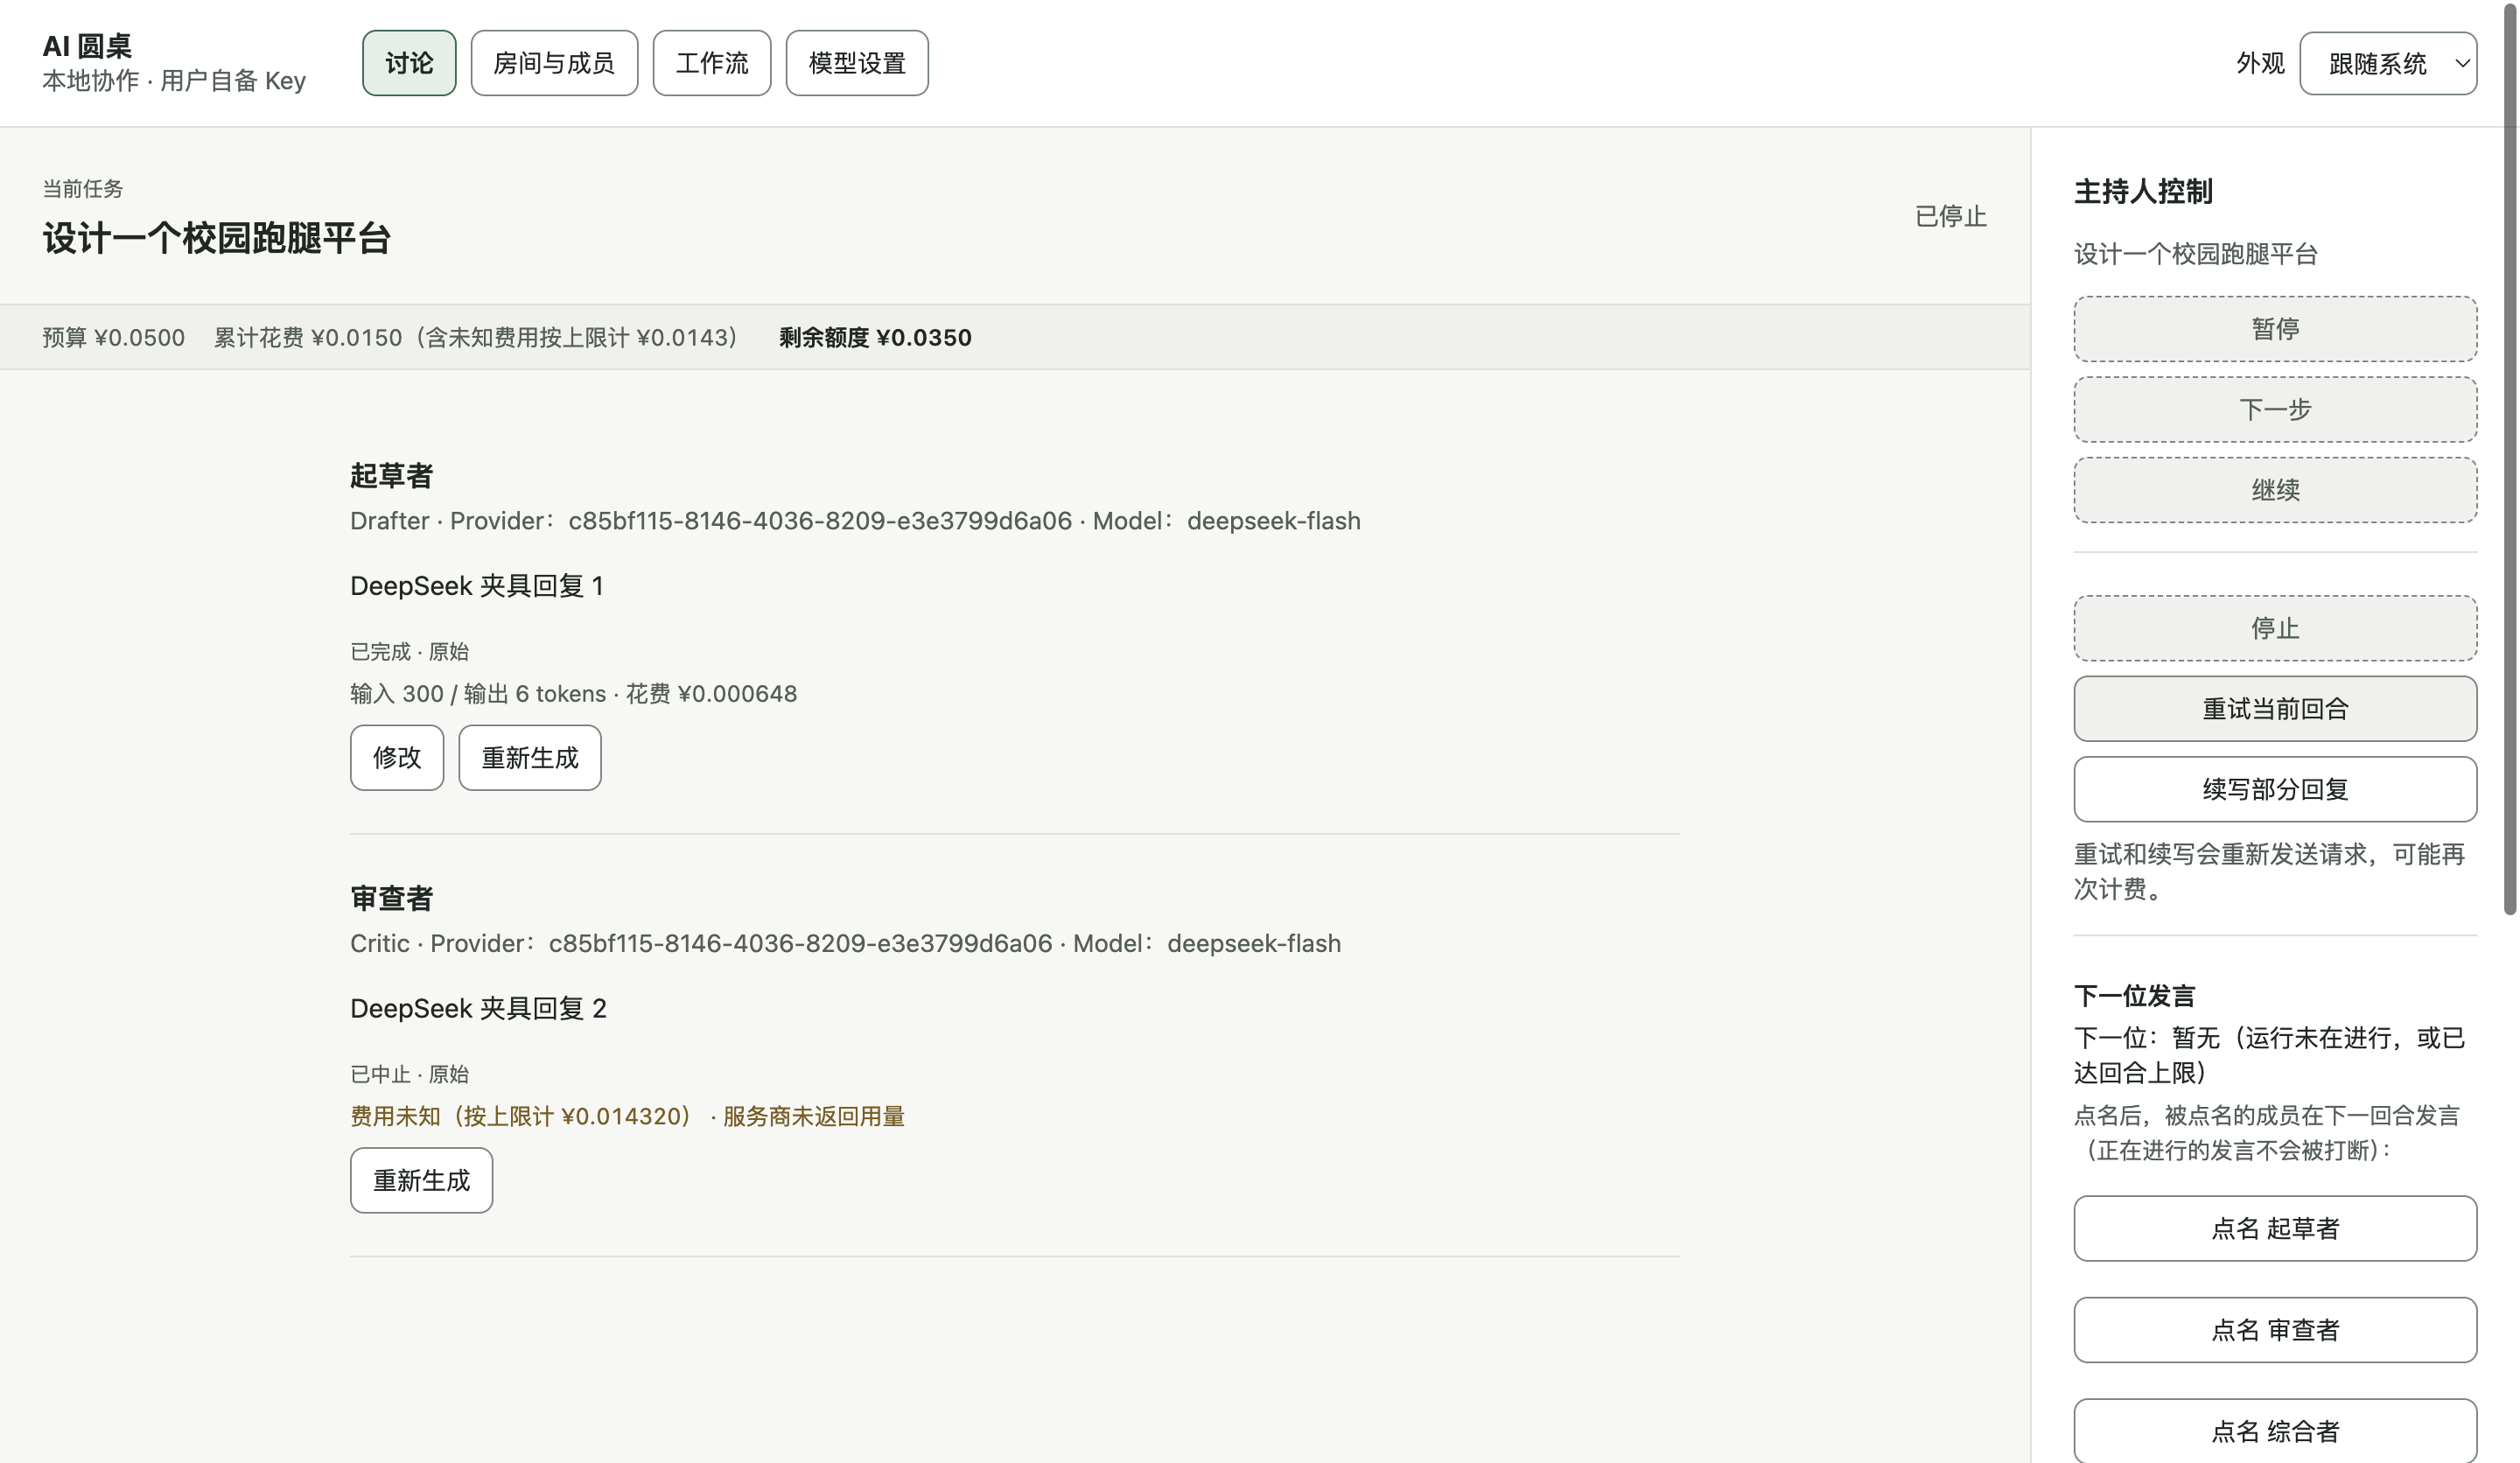 AI 圆桌
本地协作 · 用户自备 Key
讨论
房间与成员
工作流
模型设置
外观
跟随系统
当前任务
设计一个校园跑腿平台
已停止
预算 ¥0.0500 累计花费 ¥0.0150（含未知费用按上限计 ¥0.0143） 剩余额度 ¥0.0350
起草者
Drafter · Provider：c85bf115-8146-4036-8209-e3e3799d6a06 · Model：deepseek-flash
DeepSeek 夹具回复 1
已完成 · 原始
输入 300 / 输出 6 tokens · 花费 ¥0.000648
修改
重新生成
审查者
Critic · Provider：c85bf115-8146-4036-8209-e3e3799d6a06 · Model：deepseek-flash
DeepSeek 夹具回复 2
已中止 · 原始
费用未知（按上限计 ¥0.014320） · 服务商未返回用量
重新生成
主持人控制
设计一个校园跑腿平台
暂停
下一步
继续
停止
重试当前回合
续写部分回复
重试和续写会重新发送请求，可能再
次计费。
下一位发言
下一位：暂无（运行未在进行，或已
达回合上限）
点名后，被点名的成员在下一回合发言
（正在进行的发言不会被打断）：
点名 起草者
点名 审查者
点名 综合者